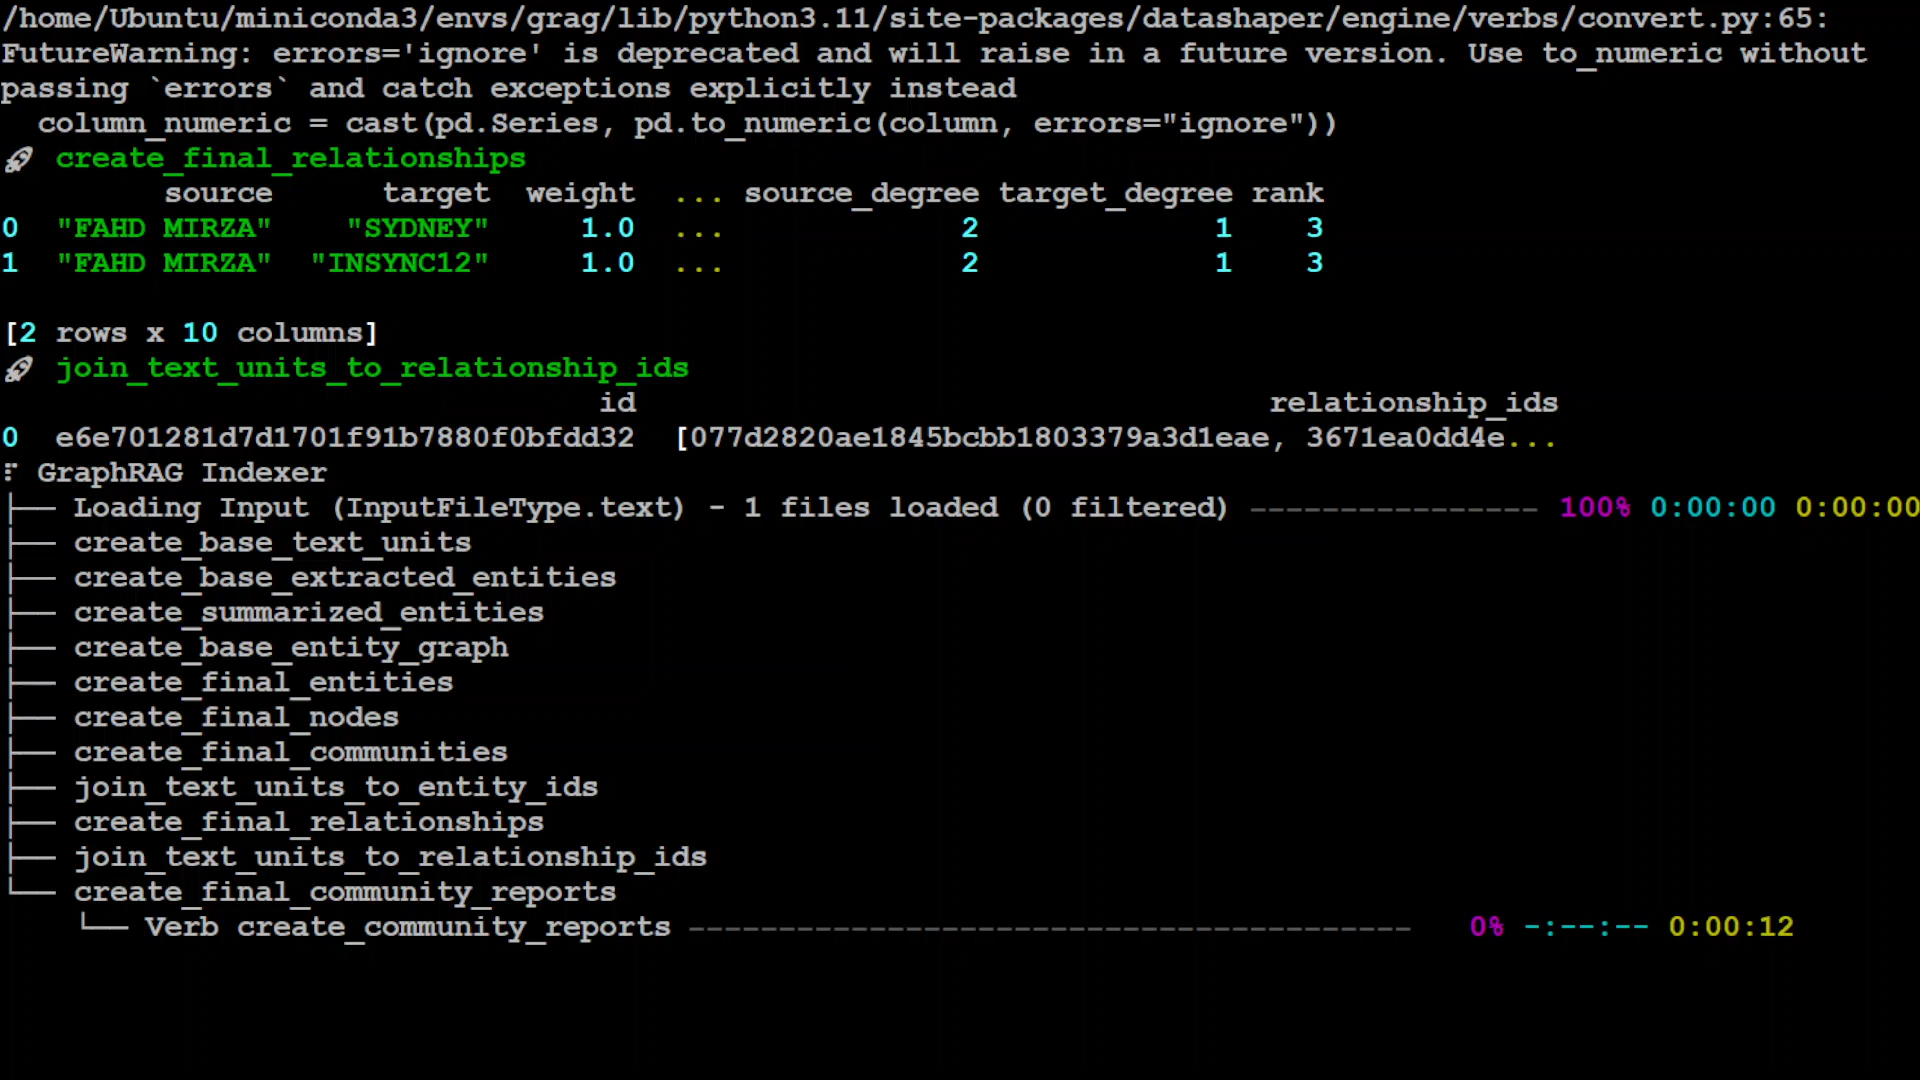 /home/Ubuntu/miniconda3/envs/grag/lib/python3.11/site-packages/datashaper/engine/verbs/convert.py:65:
FutureWarning: errors='ignore' is deprecated and will raise in a future version. Use to_numeric without
passing `errors` and catch exceptions explicitly instead
  column_numeric = cast(pd.Series, pd.to_numeric(column, errors="ignore"))
🚀 create_final_relationships
         source      target  weight  ... source_degree target_degree rank
0  "FAHD MIRZA"    "SYDNEY"     1.0  ...             2             1    3
1  "FAHD MIRZA"  "INSYNC12"     1.0  ...             2             1    3
[2 rows x 10 columns]
🚀 join_text_units_to_relationship_ids
                                 id                                   relationship_ids
0  e6e701281d7d1701f91b7880f0bfdd32  [077d2820ae1845bcbb1803379a3d1eae, 3671ea0dd4e...
⠏ GraphRAG Indexer
├── Loading Input (InputFileType.text) - 1 files loaded (0 filtered) ━━━━━━━━━━━━━━━━ 100% 0:00:00 0:00:00
├── create_base_text_units
├── create_base_extracted_entities
├── create_summarized_entities
├── create_base_entity_graph
├── create_final_entities
├── create_final_nodes
├── create_final_communities
├── join_text_units_to_entity_ids
├── create_final_relationships
├── join_text_units_to_relationship_ids
└── create_final_community_reports
    └── Verb create_community_reports ━━━━━━━━━━━━━━━━━━━━━━━━━━━━━━━━━━━━━━━━   0% -:--:-- 0:00:12